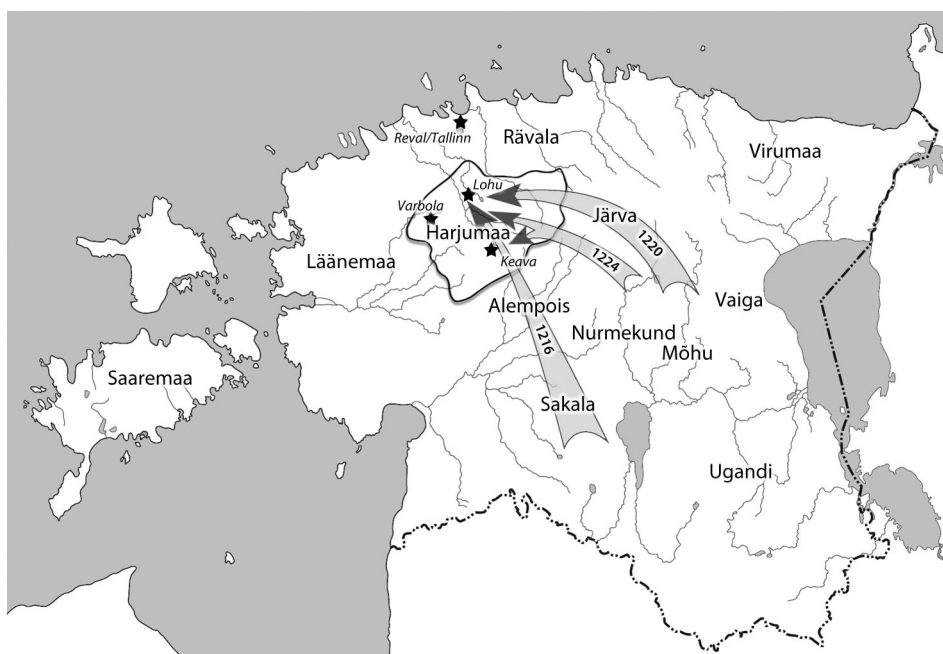 Reval/Tallinn
Rävala
Virumaa
Lohu
Varbola
Järva
Harjumaa
1220
Keava
Läänemaa
1224
Vaiga
Alempois
Nurmekund
1216
Mõhu
Saaremaa
Sakala
Ugandi